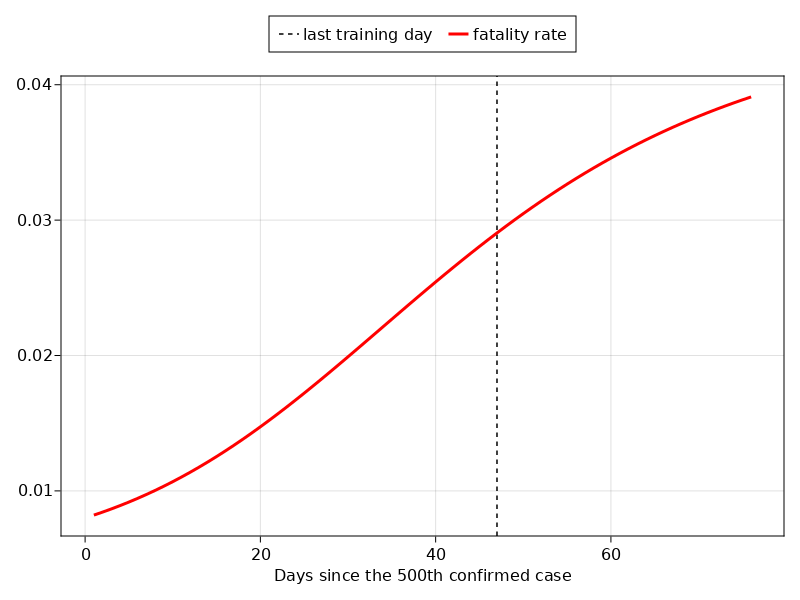 last training day fatality rate
0.04
0.03
0.02
0.01
0 20 40 60
Days since the 500th confirmed case